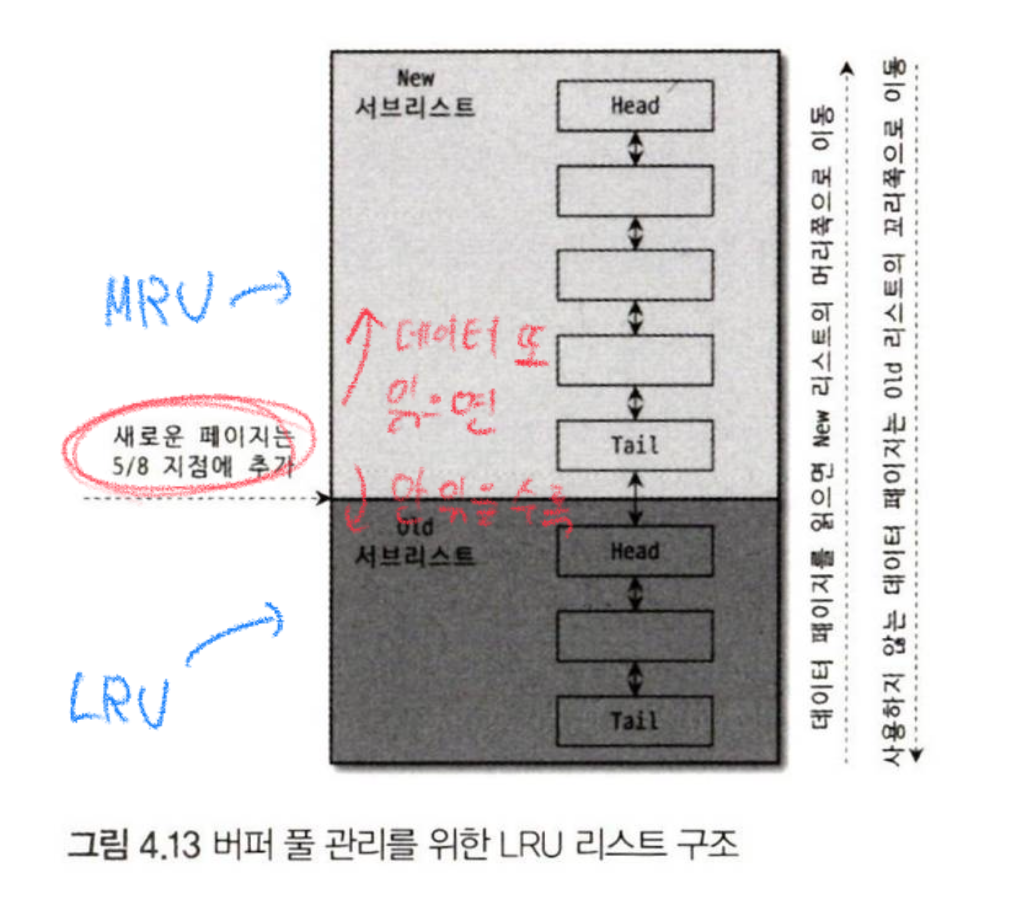 New
서브리스트
Head
MRU
데이터 또
읽으면
새로운 페이지는
5/8 지점에 추가
Tail
안 읽을수록
Old
서브리스트
Head
LRU
Tail
데이터 페이지를 읽으면 New 리스트의 머리쪽으로 이동
사용하지 않는 데이터 페이지는 Old 리스트의 꼬리쪽으로 이동
그림 4.13 버퍼 풀 관리를 위한 LRU 리스트 구조